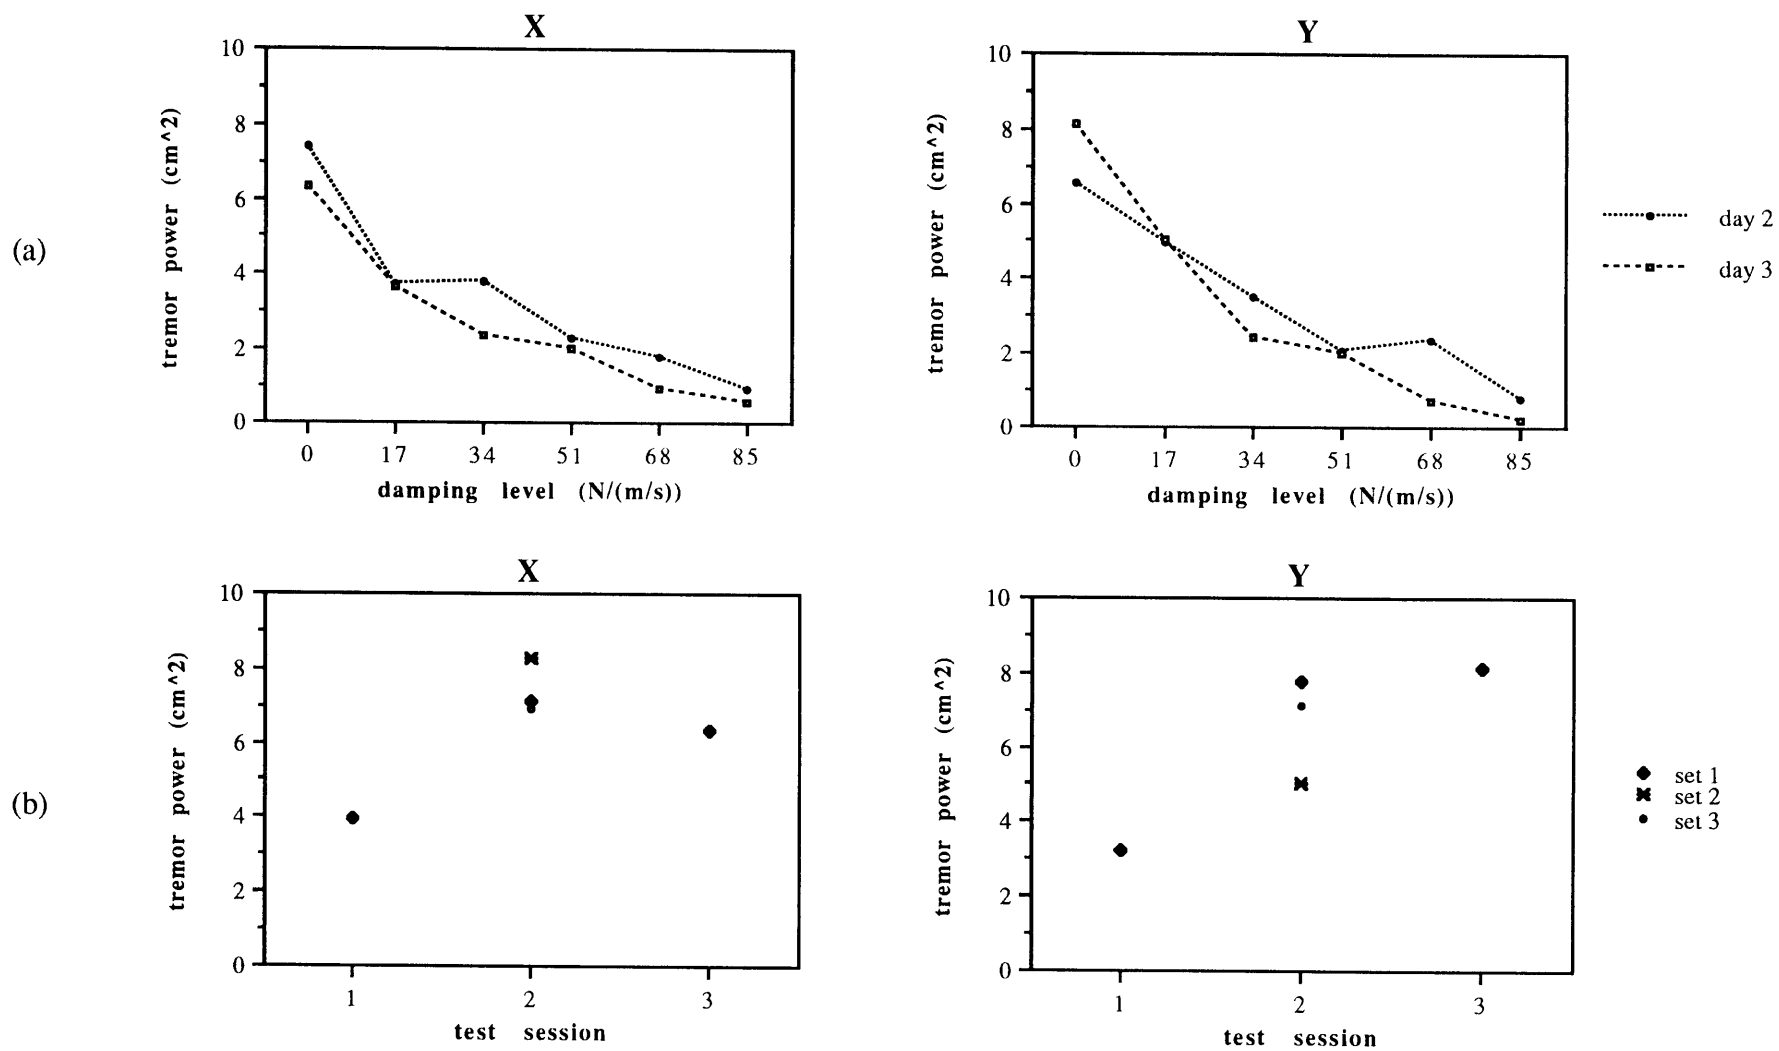 (a)
X
tremor power (cm^2)
10
8
6
4
2
0
0 17 34 51 68 85
damping level (N/(m/s))
Y
tremor power (cm^2)
10
8
6
4
2
0
0 17 34 51 68 85
damping level (N/(m/s))
day 2
day 3
(b)
X
tremor power (cm^2)
10
8
6
4
2
0
1 2 3
test session
Y
tremor power (cm^2)
10
8
6
4
2
0
1 2 3
test session
set 1
set 2
set 3